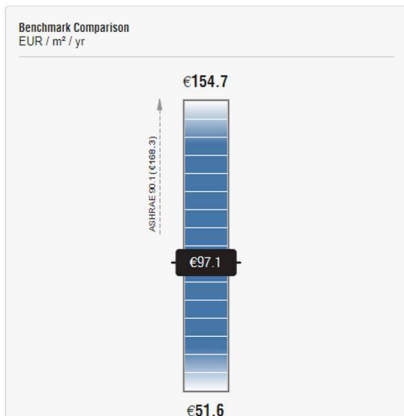 Benchmark Comparison
EUR / m² / yr
€154.7
ASHRAE 90.1 (€168.3)
€97.1
€51.6